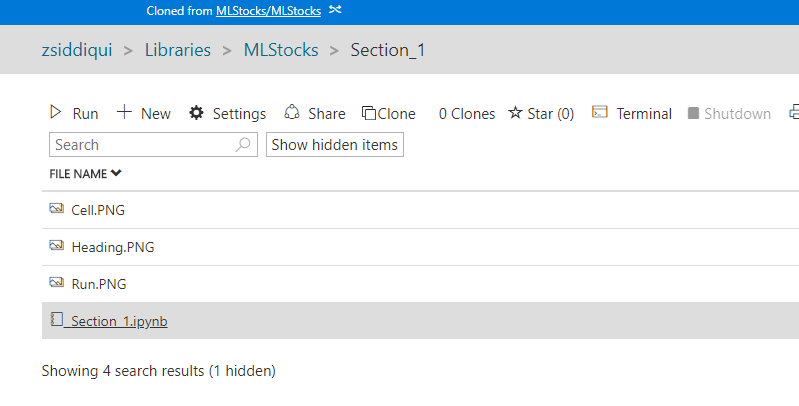 Cloned from MLStocks/MLStocks
zsiddiqui > Libraries > MLStocks > Section_1
Run New Settings Share Clone 0 Clones Star (0) Terminal Shutdown
Search Show hidden items
FILE NAME
Cell.PNG
Heading.PNG
Run.PNG
Section_1.ipynb
Showing 4 search results (1 hidden)